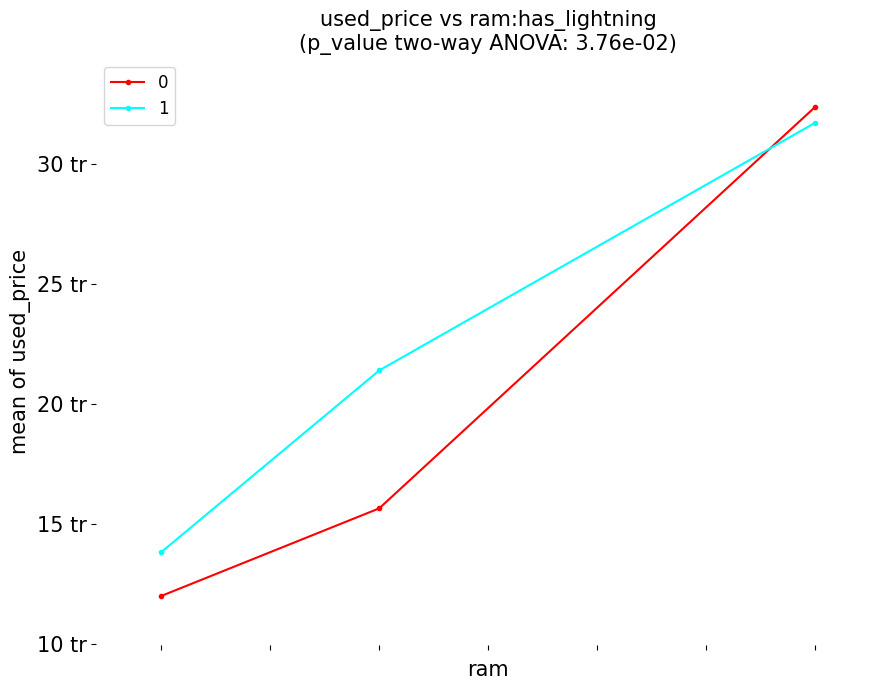 used_price vs ram:has_lightning
(p_value two-way ANOVA: 3.76e-02)
0
1
30 tr
25 tr
20 tr
15 tr
10 tr
mean of used_price
ram